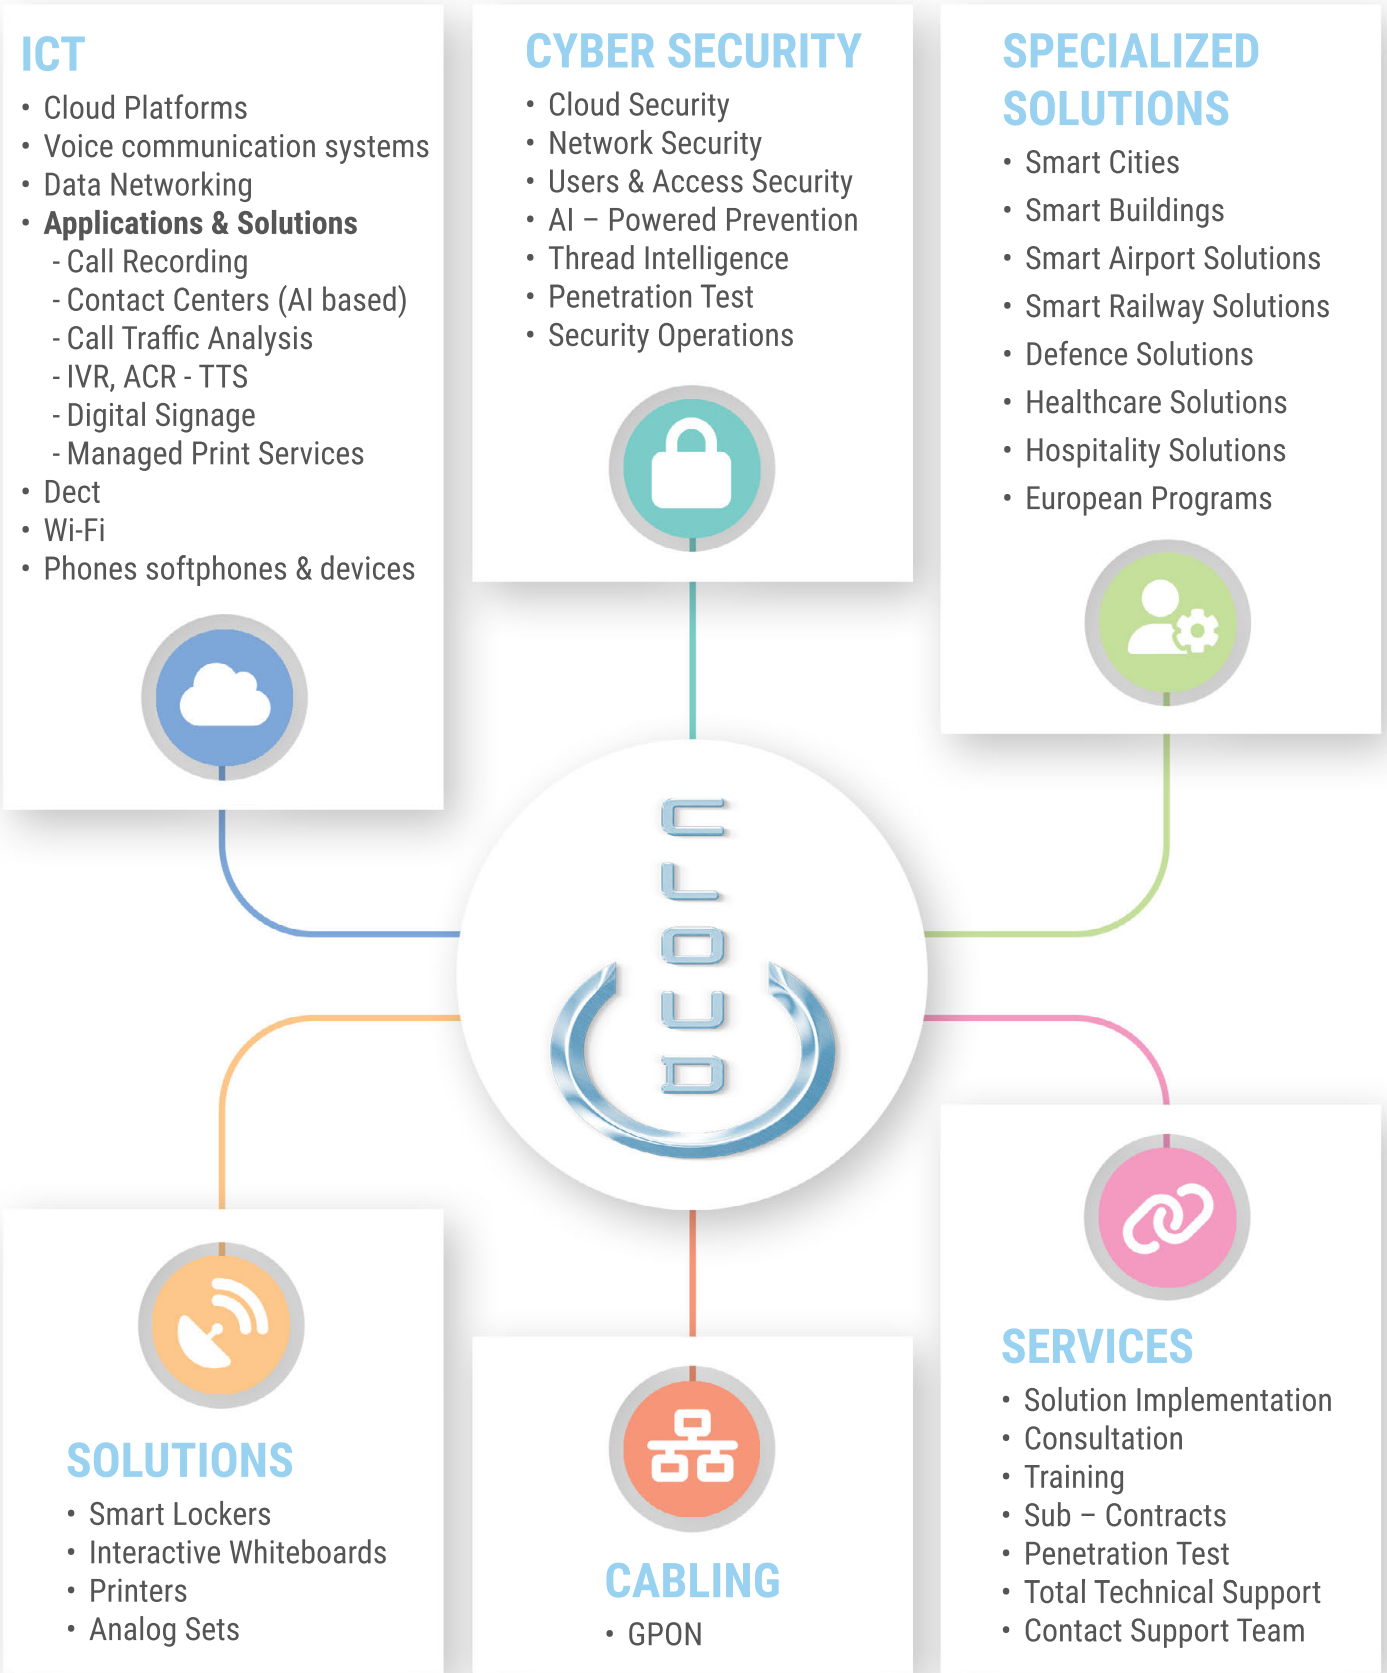 ICT
• Cloud Platforms
• Voice communication systems
• Data Networking
• Applications & Solutions
- Call Recording
- Contact Centers (AI based)
- Call Traffic Analysis
- IVR, ACR - TTS
- Digital Signage
- Managed Print Services
• Dect
• Wi-Fi
• Phones softphones & devices
CYBER SECURITY
• Cloud Security
• Network Security
• Users & Access Security
• AI – Powered Prevention
• Thread Intelligence
• Penetration Test
• Security Operations
SPECIALIZED
SOLUTIONS
• Smart Cities
• Smart Buildings
• Smart Airport Solutions
• Smart Railway Solutions
• Defence Solutions
• Healthcare Solutions
• Hospitality Solutions
• European Programs
CLOUD
SOLUTIONS
• Smart Lockers
• Interactive Whiteboards
• Printers
• Analog Sets
CABLING
• GPON
SERVICES
• Solution Implementation
• Consultation
• Training
• Sub – Contracts
• Penetration Test
• Total Technical Support
• Contact Support Team